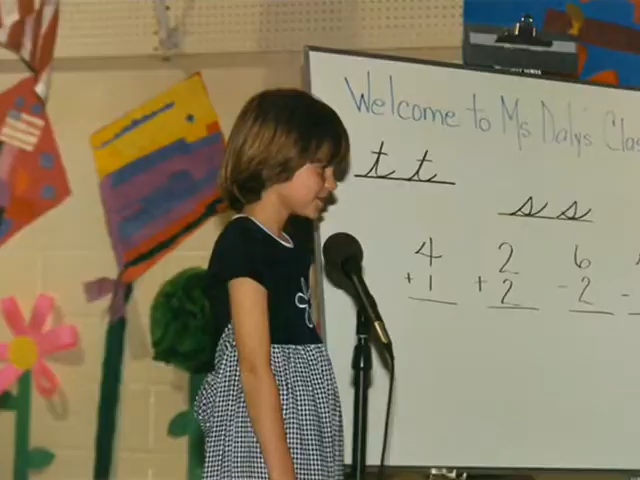 Welcome to Ms Daly's Clas
t t
s s
4 2 6
+ 1 + 2 - 2 -